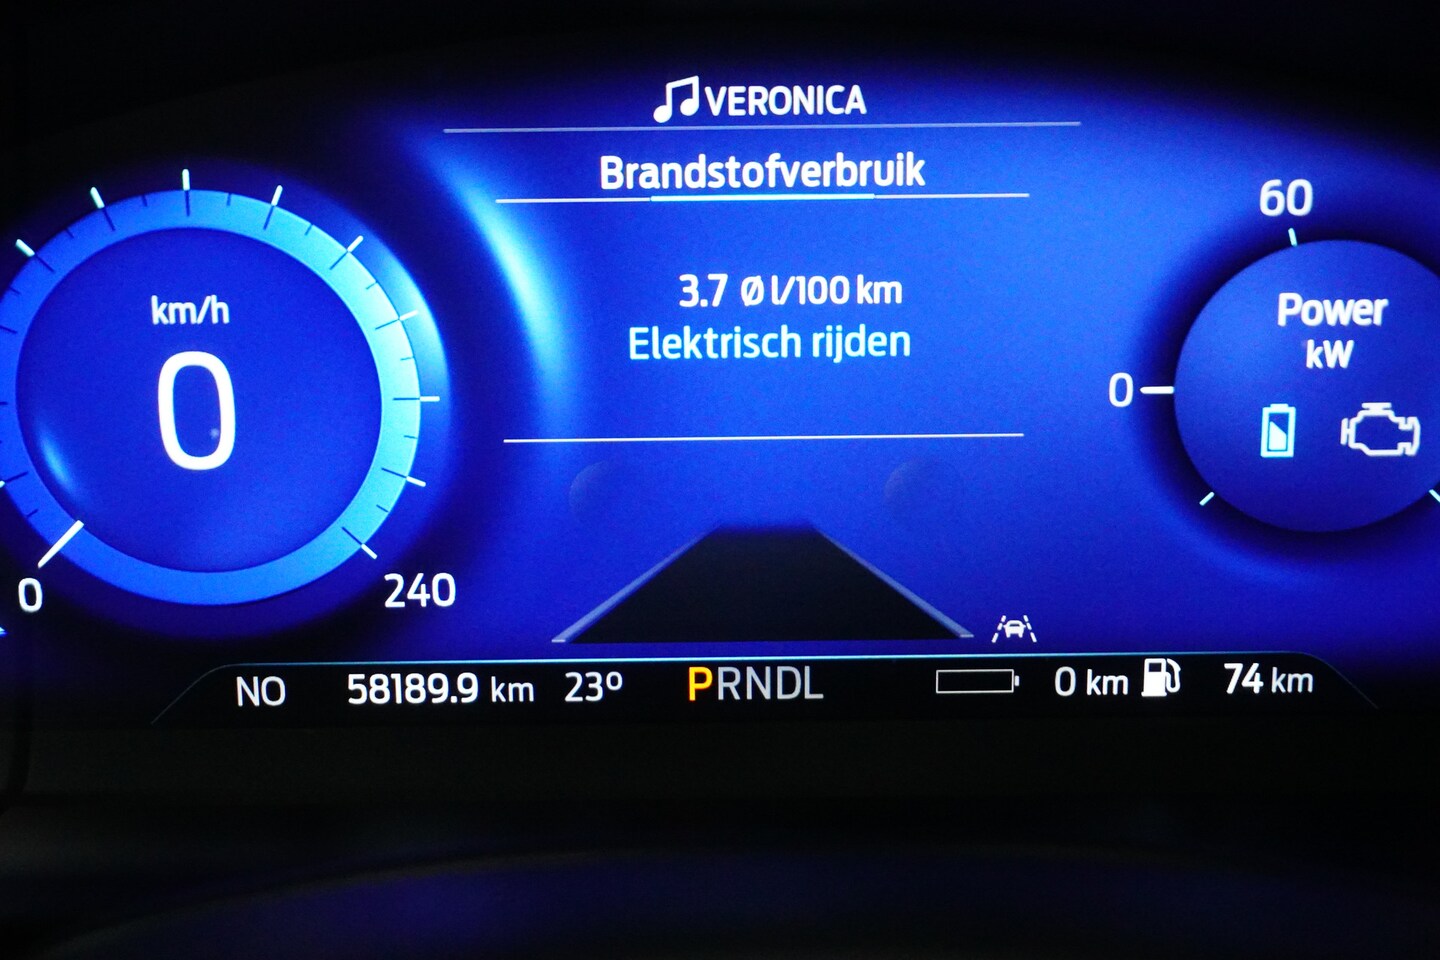 VERONICA
Brandstofverbruik
3.7 Ø l/100 km
Elektrisch rijden
km/h
0
0
240
60
Power
kW
0
NO 58189.9 km 23º PRNDL 0 km 74 km